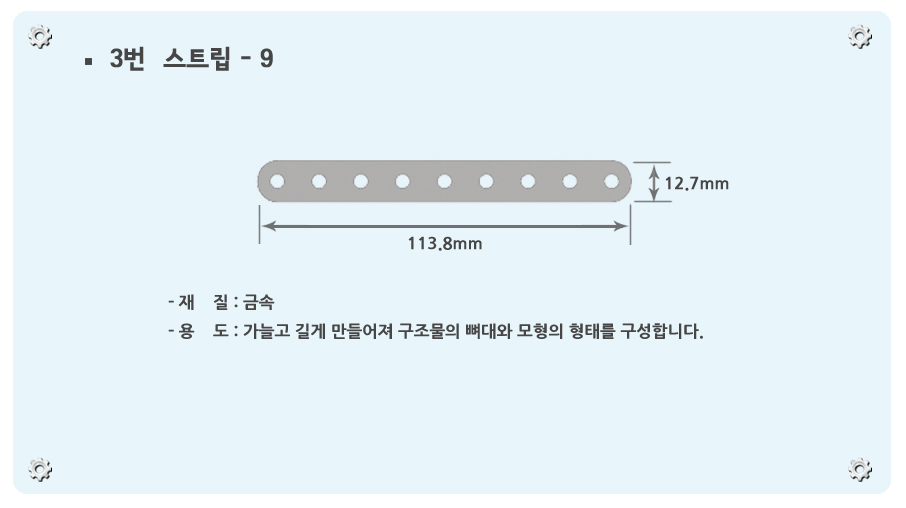 ▪ 3번 스트립 - 9
12.7mm
113.8mm
- 재 질 : 금속
- 용 도 : 가늘고 길게 만들어져 구조물의 뼈대와 모형의 형태를 구성합니다.